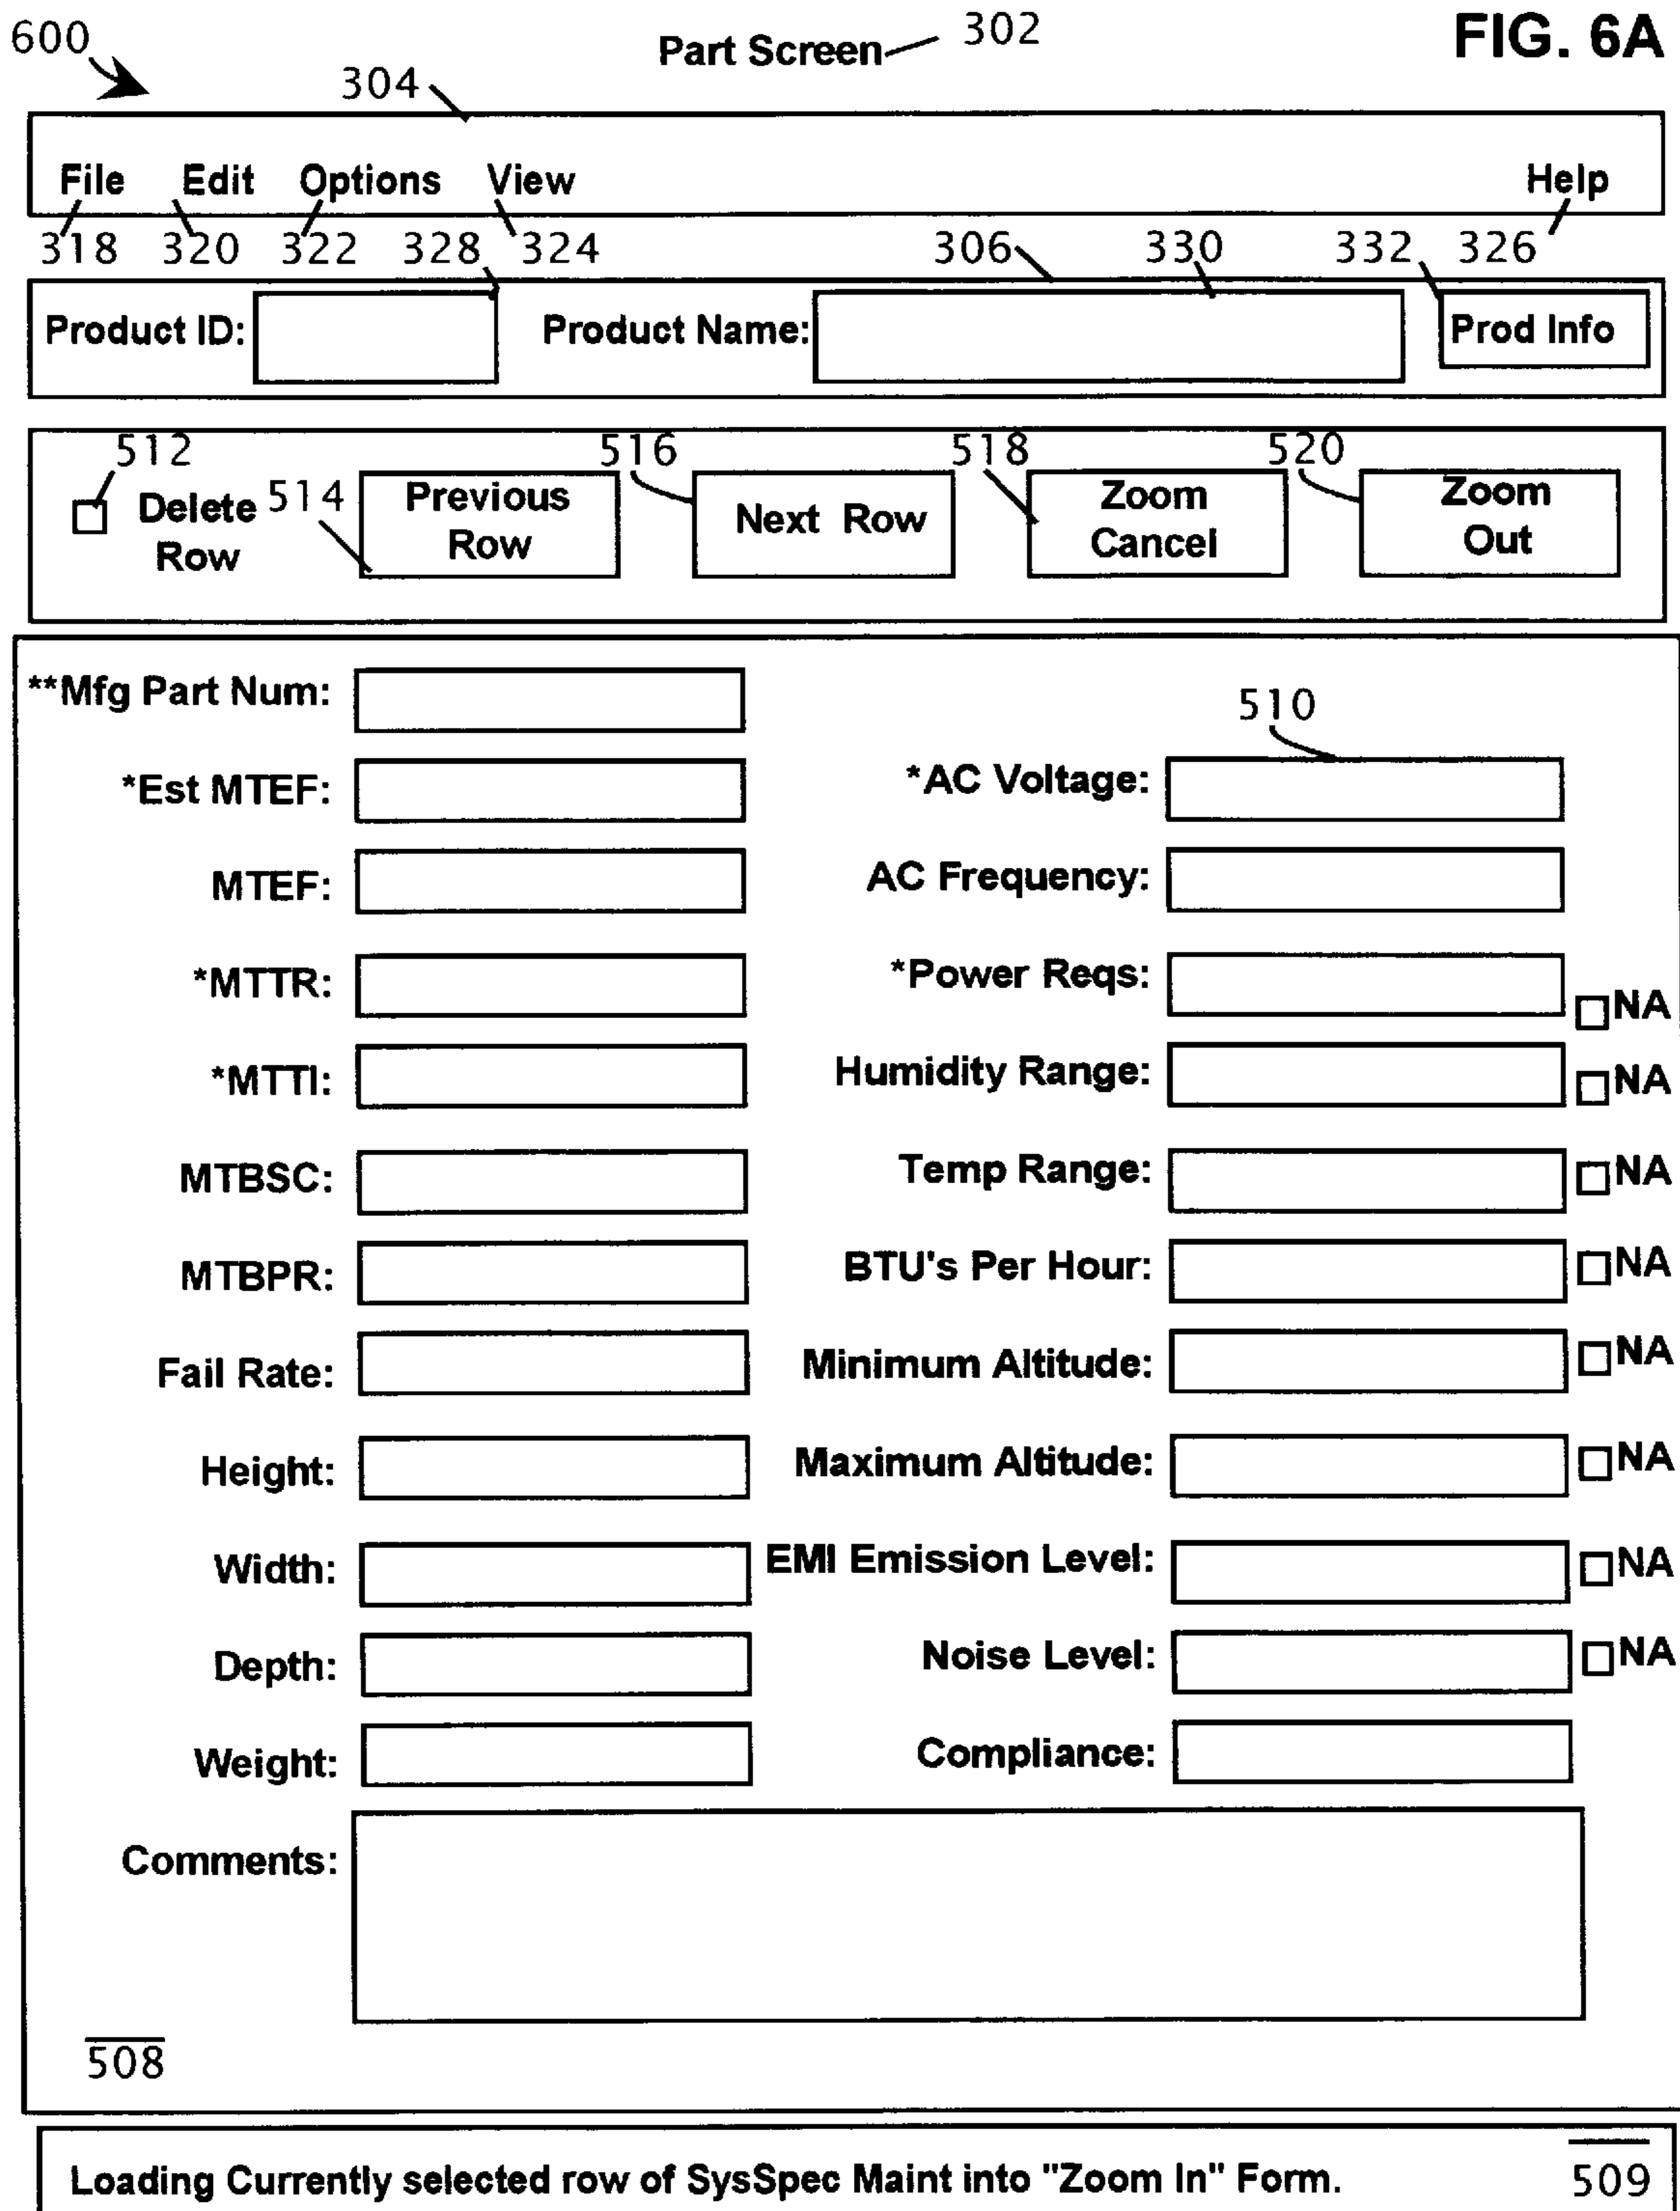 600
Part Screen 302
FIG. 6A
304
File Edit Options View Help
318 320 322 328 324 306 330 332 326
Product ID: Product Name: Prod Info
512 516 518 520
Delete Row 514 Previous Row Next Row Zoom Cancel Zoom Out
**Mfg Part Num:
510
*Est MTEF: *AC Voltage:
MTEF: AC Frequency:
*MTTR: *Power Reqs: NA
*MTTI: Humidity Range: NA
MTBSC: Temp Range: NA
MTBPR: BTU's Per Hour: NA
Fail Rate: Minimum Altitude: NA
Height: Maximum Altitude: NA
Width: EMI Emission Level: NA
Depth: Noise Level: NA
Weight: Compliance:
Comments:
508
Loading Currently selected row of SysSpec Maint into "Zoom In" Form. 509